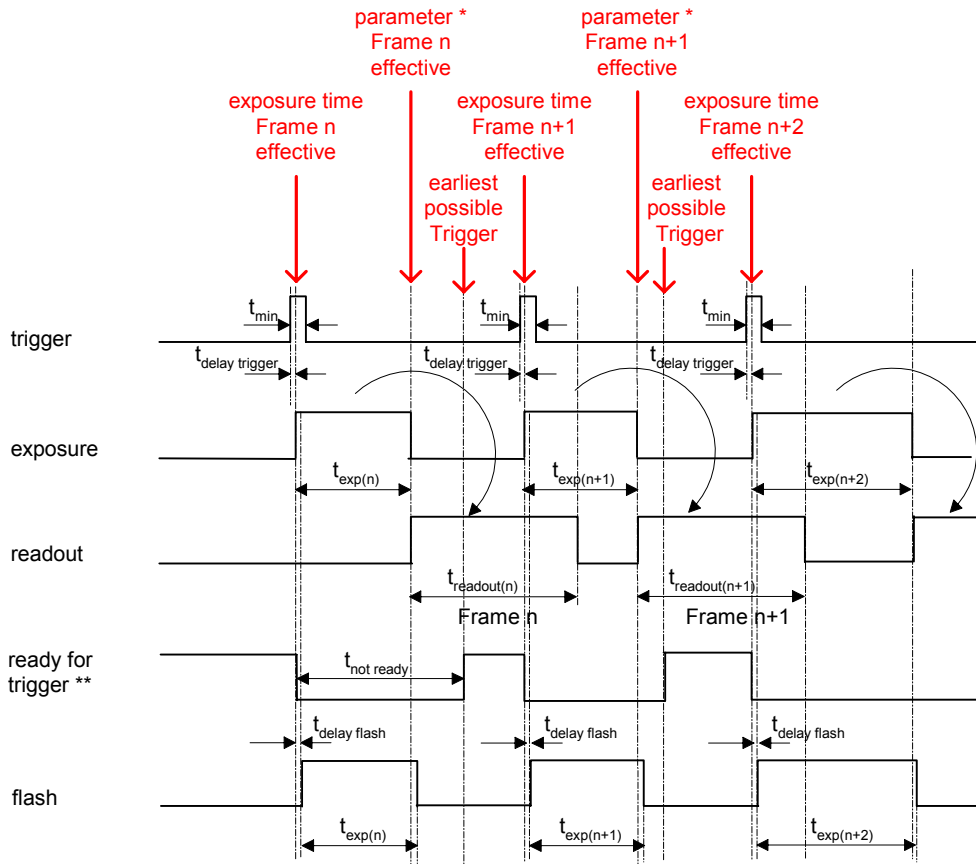 parameter *
Frame n
effective
parameter *
Frame n+1
effective
exposure time
Frame n
effective
exposure time
Frame n+1
effective
exposure time
Frame n+2
effective
earliest
possible
Trigger
earliest
possible
Trigger
trigger
tmin
tmin
tmin
tdelay trigger
tdelay trigger
tdelay trigger
exposure
texp(n)
texp(n+1)
texp(n+2)
readout
treadout(n)
treadout(n+1)
Frame n
Frame n+1
ready for
trigger **
tnot ready
tdelay flash
tdelay flash
tdelay flash
flash
texp(n)
texp(n+1)
texp(n+2)